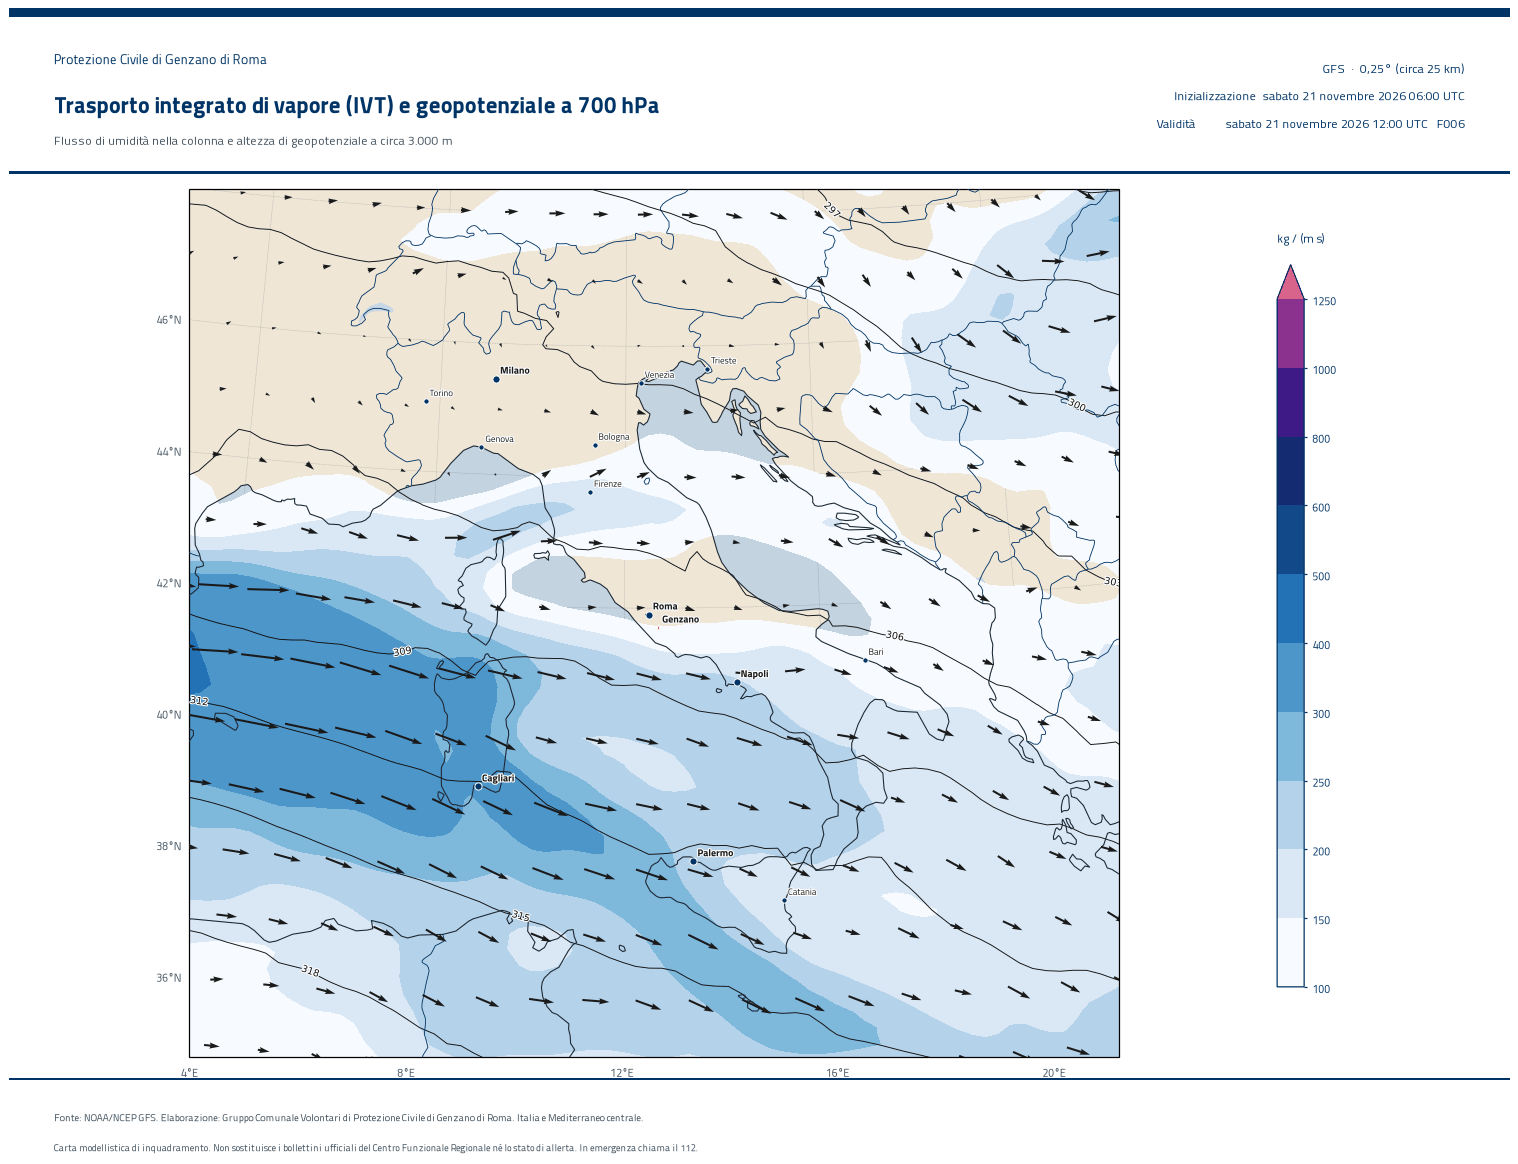 Protezione Civile di Genzano di Roma
Trasporto integrato di vapore (IVT) e geopotenziale a 700 hPa
Flusso di umidità nella colonna e altezza di geopotenziale a circa 3.000 m
GFS · 0,25° (circa 25 km)
Inizializzazione sabato 21 novembre 2026 06:00 UTC
Validità sabato 21 novembre 2026 12:00 UTC F006
297
46°N
Trieste
Milano
Venezia
Torino
300
Genova
Bologna
44°N
Firenze
42°N
303
Roma
Genzano
306
309
Bari
Napoli
312
40°N
Cagliari
38°N
Palermo
Catania
315
318
36°N
4°E
8°E
12°E
16°E
20°E
kg / (m s)
1250
1000
800
600
500
400
300
250
200
150
100
Fonte: NOAA/NCEP GFS. Elaborazione: Gruppo Comunale Volontari di Protezione Civile di Genzano di Roma. Italia e Mediterraneo centrale.
Carta modellistica di inquadramento. Non sostituisce i bollettini ufficiali del Centro Funzionale Regionale né lo stato di allerta. In emergenza chiama il 112.